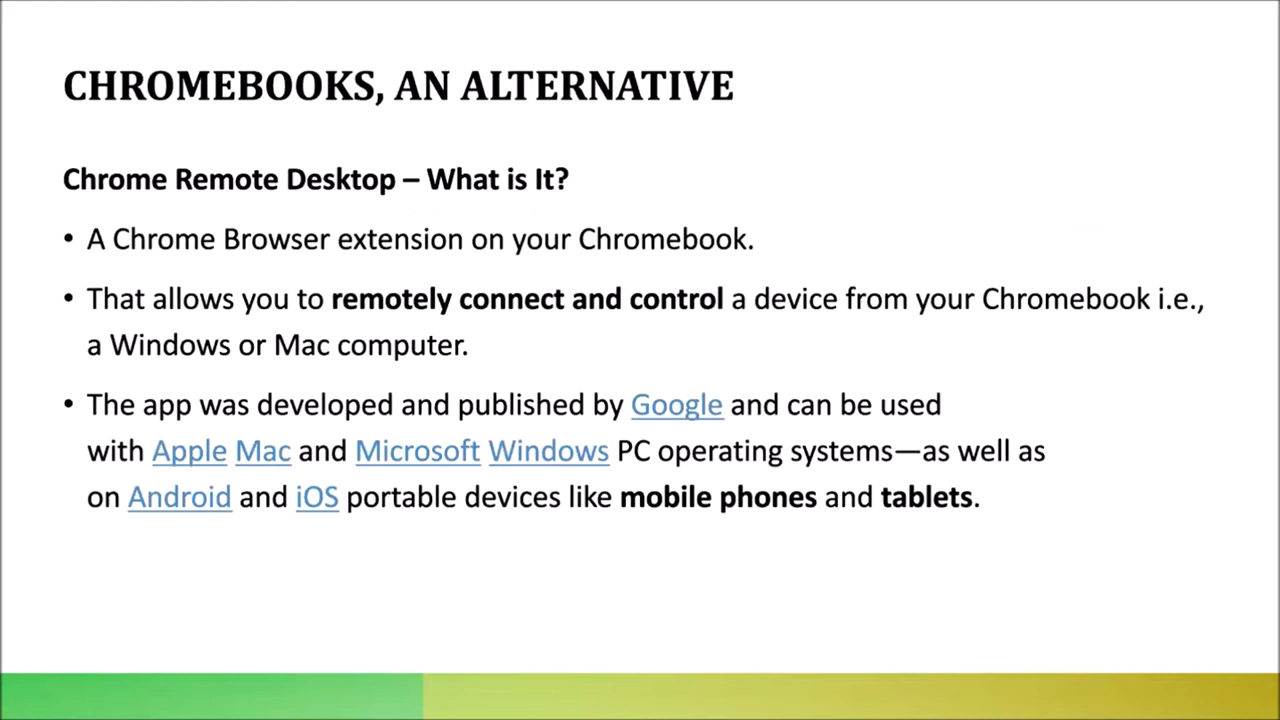 CHROMEBOOKS, AN ALTERNATIVE
Chrome Remote Desktop – What is It?
• A Chrome Browser extension on your Chromebook.
• That allows you to remotely connect and control a device from your Chromebook i.e.,
a Windows or Mac computer.
• The app was developed and published by Google and can be used
with Apple Mac and Microsoft Windows PC operating systems—as well as
on Android and iOS portable devices like mobile phones and tablets.